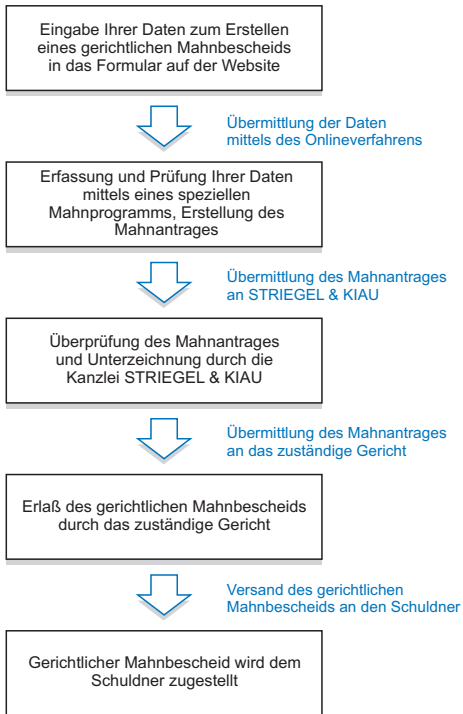 Eingabe Ihrer Daten zum Erstellen
eines gerichtlichen Mahnbescheids
in das Formular auf der Website
Übermittlung der Daten
mittels des Onlineverfahrens
Erfassung und Prüfung Ihrer Daten
mittels eines speziellen
Mahnprogramms, Erstellung des
Mahnantrages
Übermittlung des Mahnantrages
an STRIEGEL & KIAU
Überprüfung des Mahnantrages
und Unterzeichnung durch die
Kanzlei STRIEGEL & KIAU
Übermittlung des Mahnantrages
an das zuständige Gericht
Erlaß des gerichtlichen Mahnbescheids
durch das zuständige Gericht
Versand des gerichtlichen
Mahnbescheids an den Schuldner
Gerichtlicher Mahnbescheid wird dem
Schuldner zugestellt